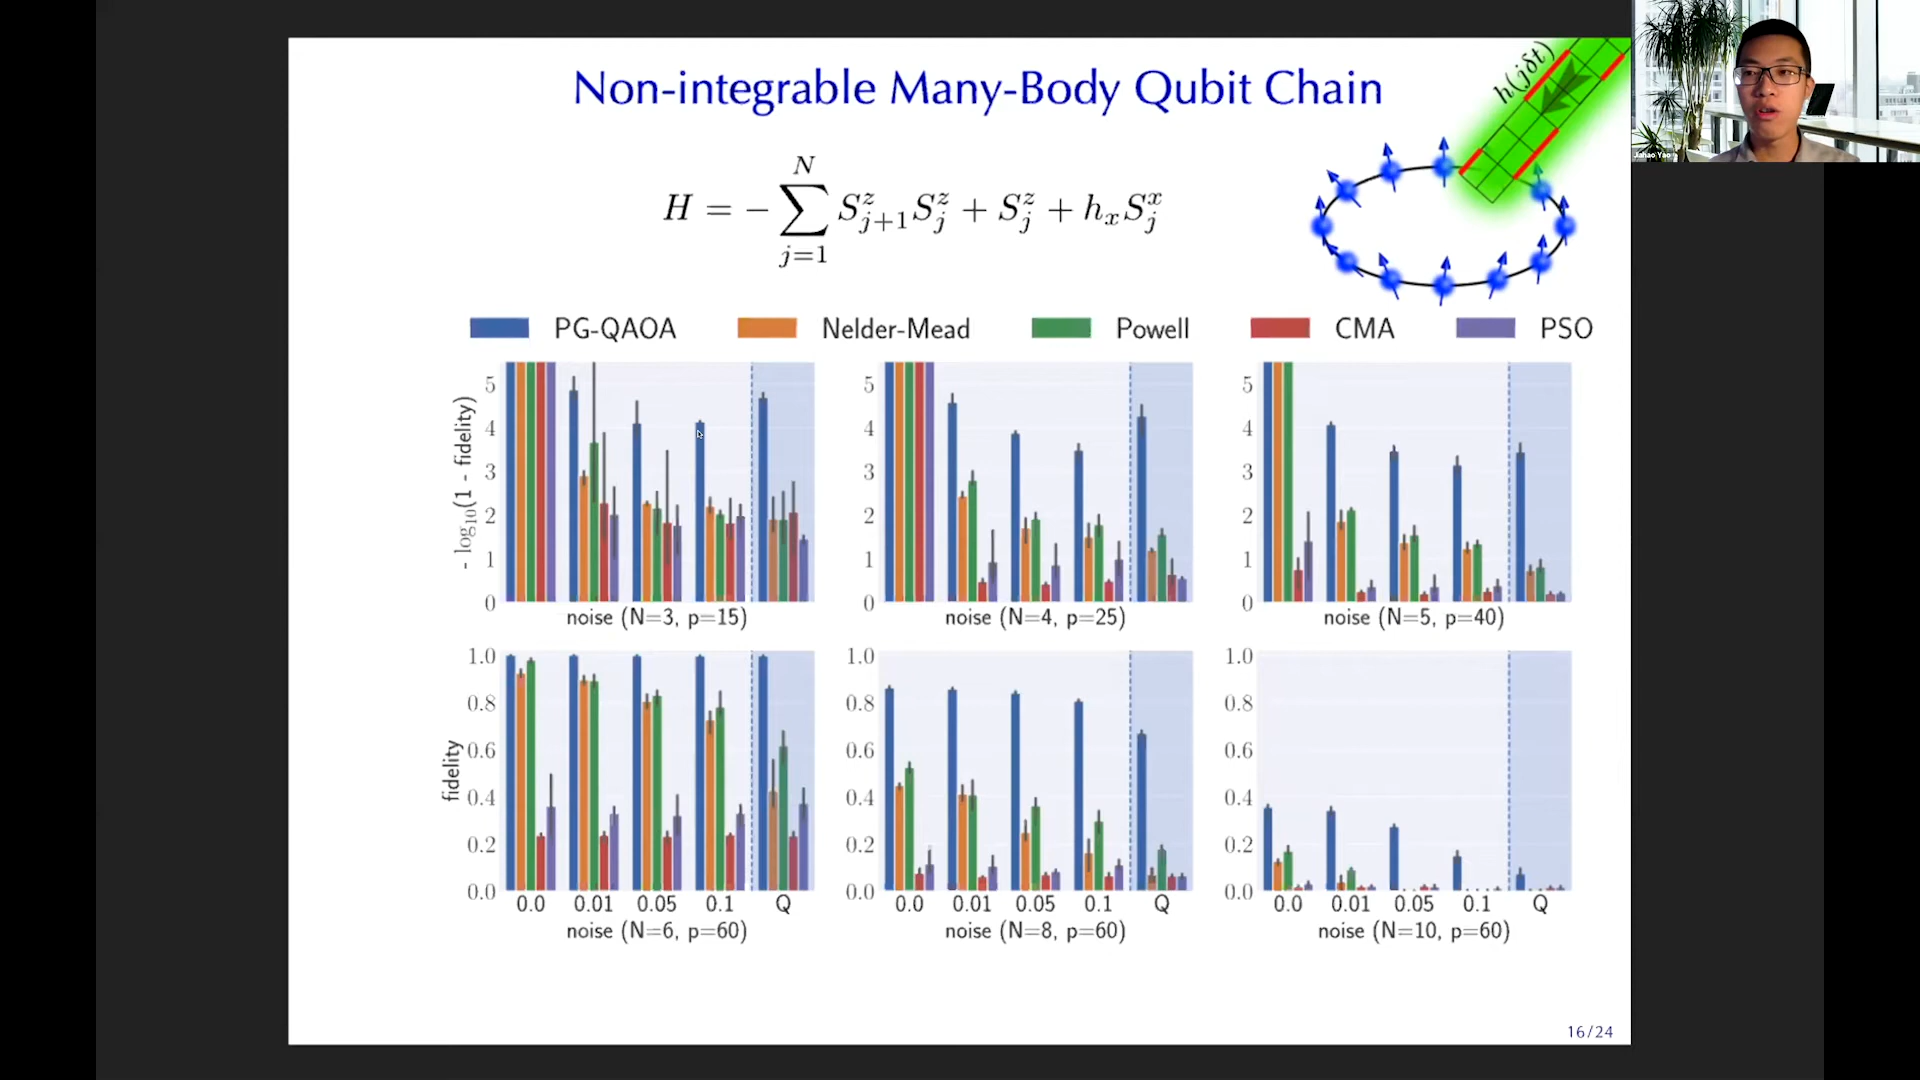 Non-integrable Many-Body Qubit Chain
h(jδt)
Jiahao Yao
H = − \sum_{j=1}^{N} S^z_{j+1} S^z_j + S^z_j + h_x S^x_j
PG-QAOA Nelder-Mead Powell CMA PSO
- log₁₀(1 - fidelity)
5 4 3 2 1 0
noise (N=3, p=15)
5 4 3 2 1 0
noise (N=4, p=25)
5 4 3 2 1 0
noise (N=5, p=40)
fidelity
1.0 0.8 0.6 0.4 0.2 0.0
0.0 0.01 0.05 0.1 Q
noise (N=6, p=60)
1.0 0.8 0.6 0.4 0.2 0.0
0.0 0.01 0.05 0.1 Q
noise (N=8, p=60)
1.0 0.8 0.6 0.4 0.2 0.0
0.0 0.01 0.05 0.1 Q
noise (N=10, p=60)
16/24